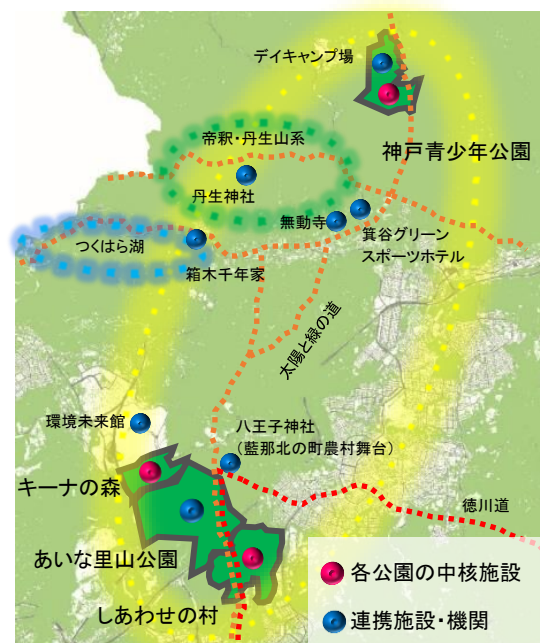 デイキャンプ場
神戸青少年公園
帝釈・丹生山系
丹生神社
無動寺
箕谷グリーン
スポーツホテル
つくはら湖
箱木千年家
太陽と緑の道
環境未来館
八王子神社
(藍那北の町農村舞台)
キーナの森
徳川道
あいな里山公園
しあわせの村
各公園の中核施設
連携施設・機関